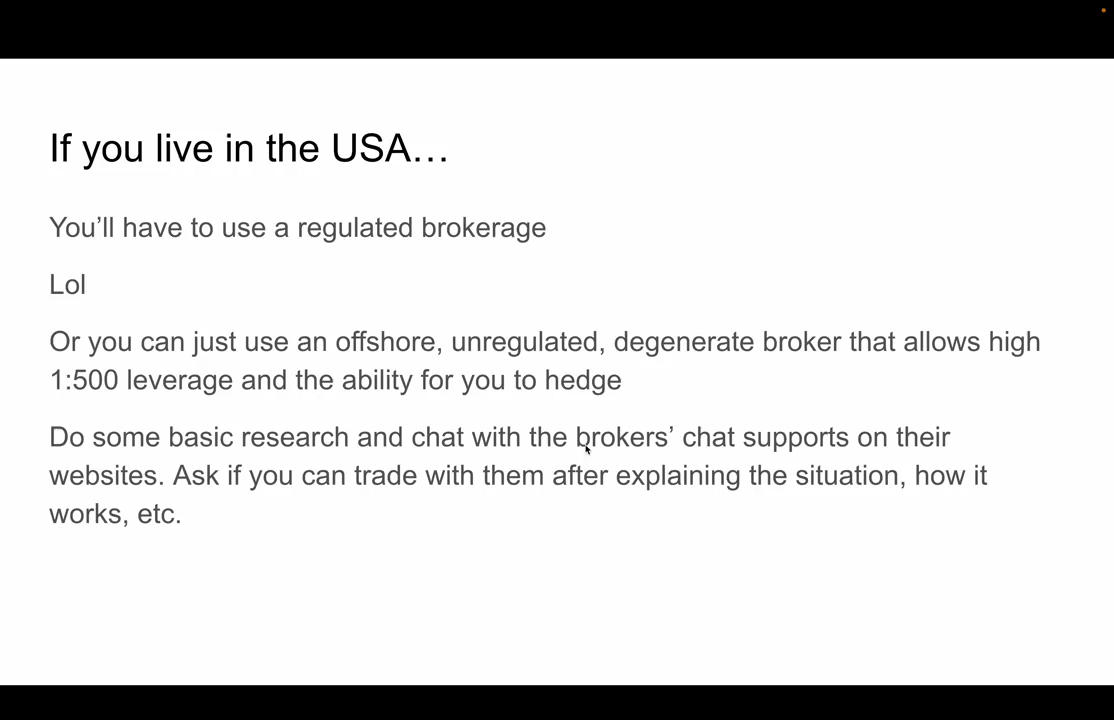 If you live in the USA…
You’ll have to use a regulated brokerage
Lol
Or you can just use an offshore, unregulated, degenerate broker that allows high
1:500 leverage and the ability for you to hedge
Do some basic research and chat with the brokers’ chat supports on their
websites. Ask if you can trade with them after explaining the situation, how it
works, etc.